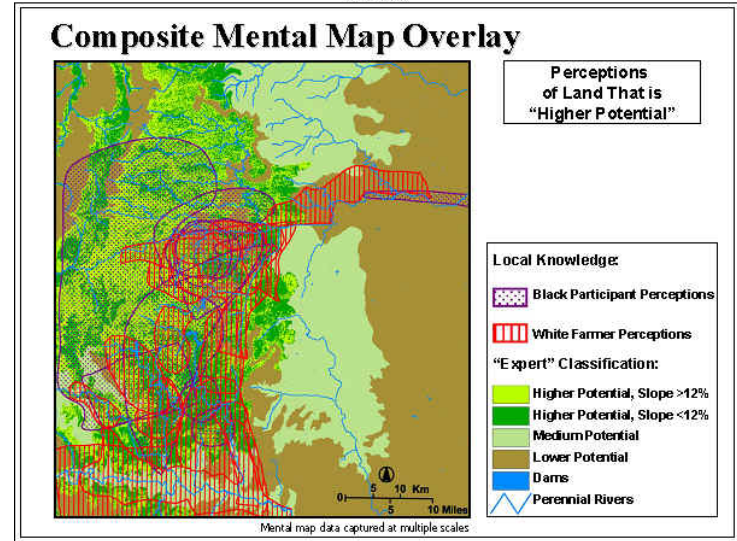 Composite Mental Map Overlay
Perceptions
of Land That is
“Higher Potential”
Local Knowledge:
Black Participant Perceptions
White Farmer Perceptions
“Expert” Classification:
Higher Potential, Slope >12%
Higher Potential, Slope <12%
Medium Potential
Lower Potential
Dams
Perennial Rivers
5 10 Km
0
5 10 Miles
Mental map data captured at multiple scales